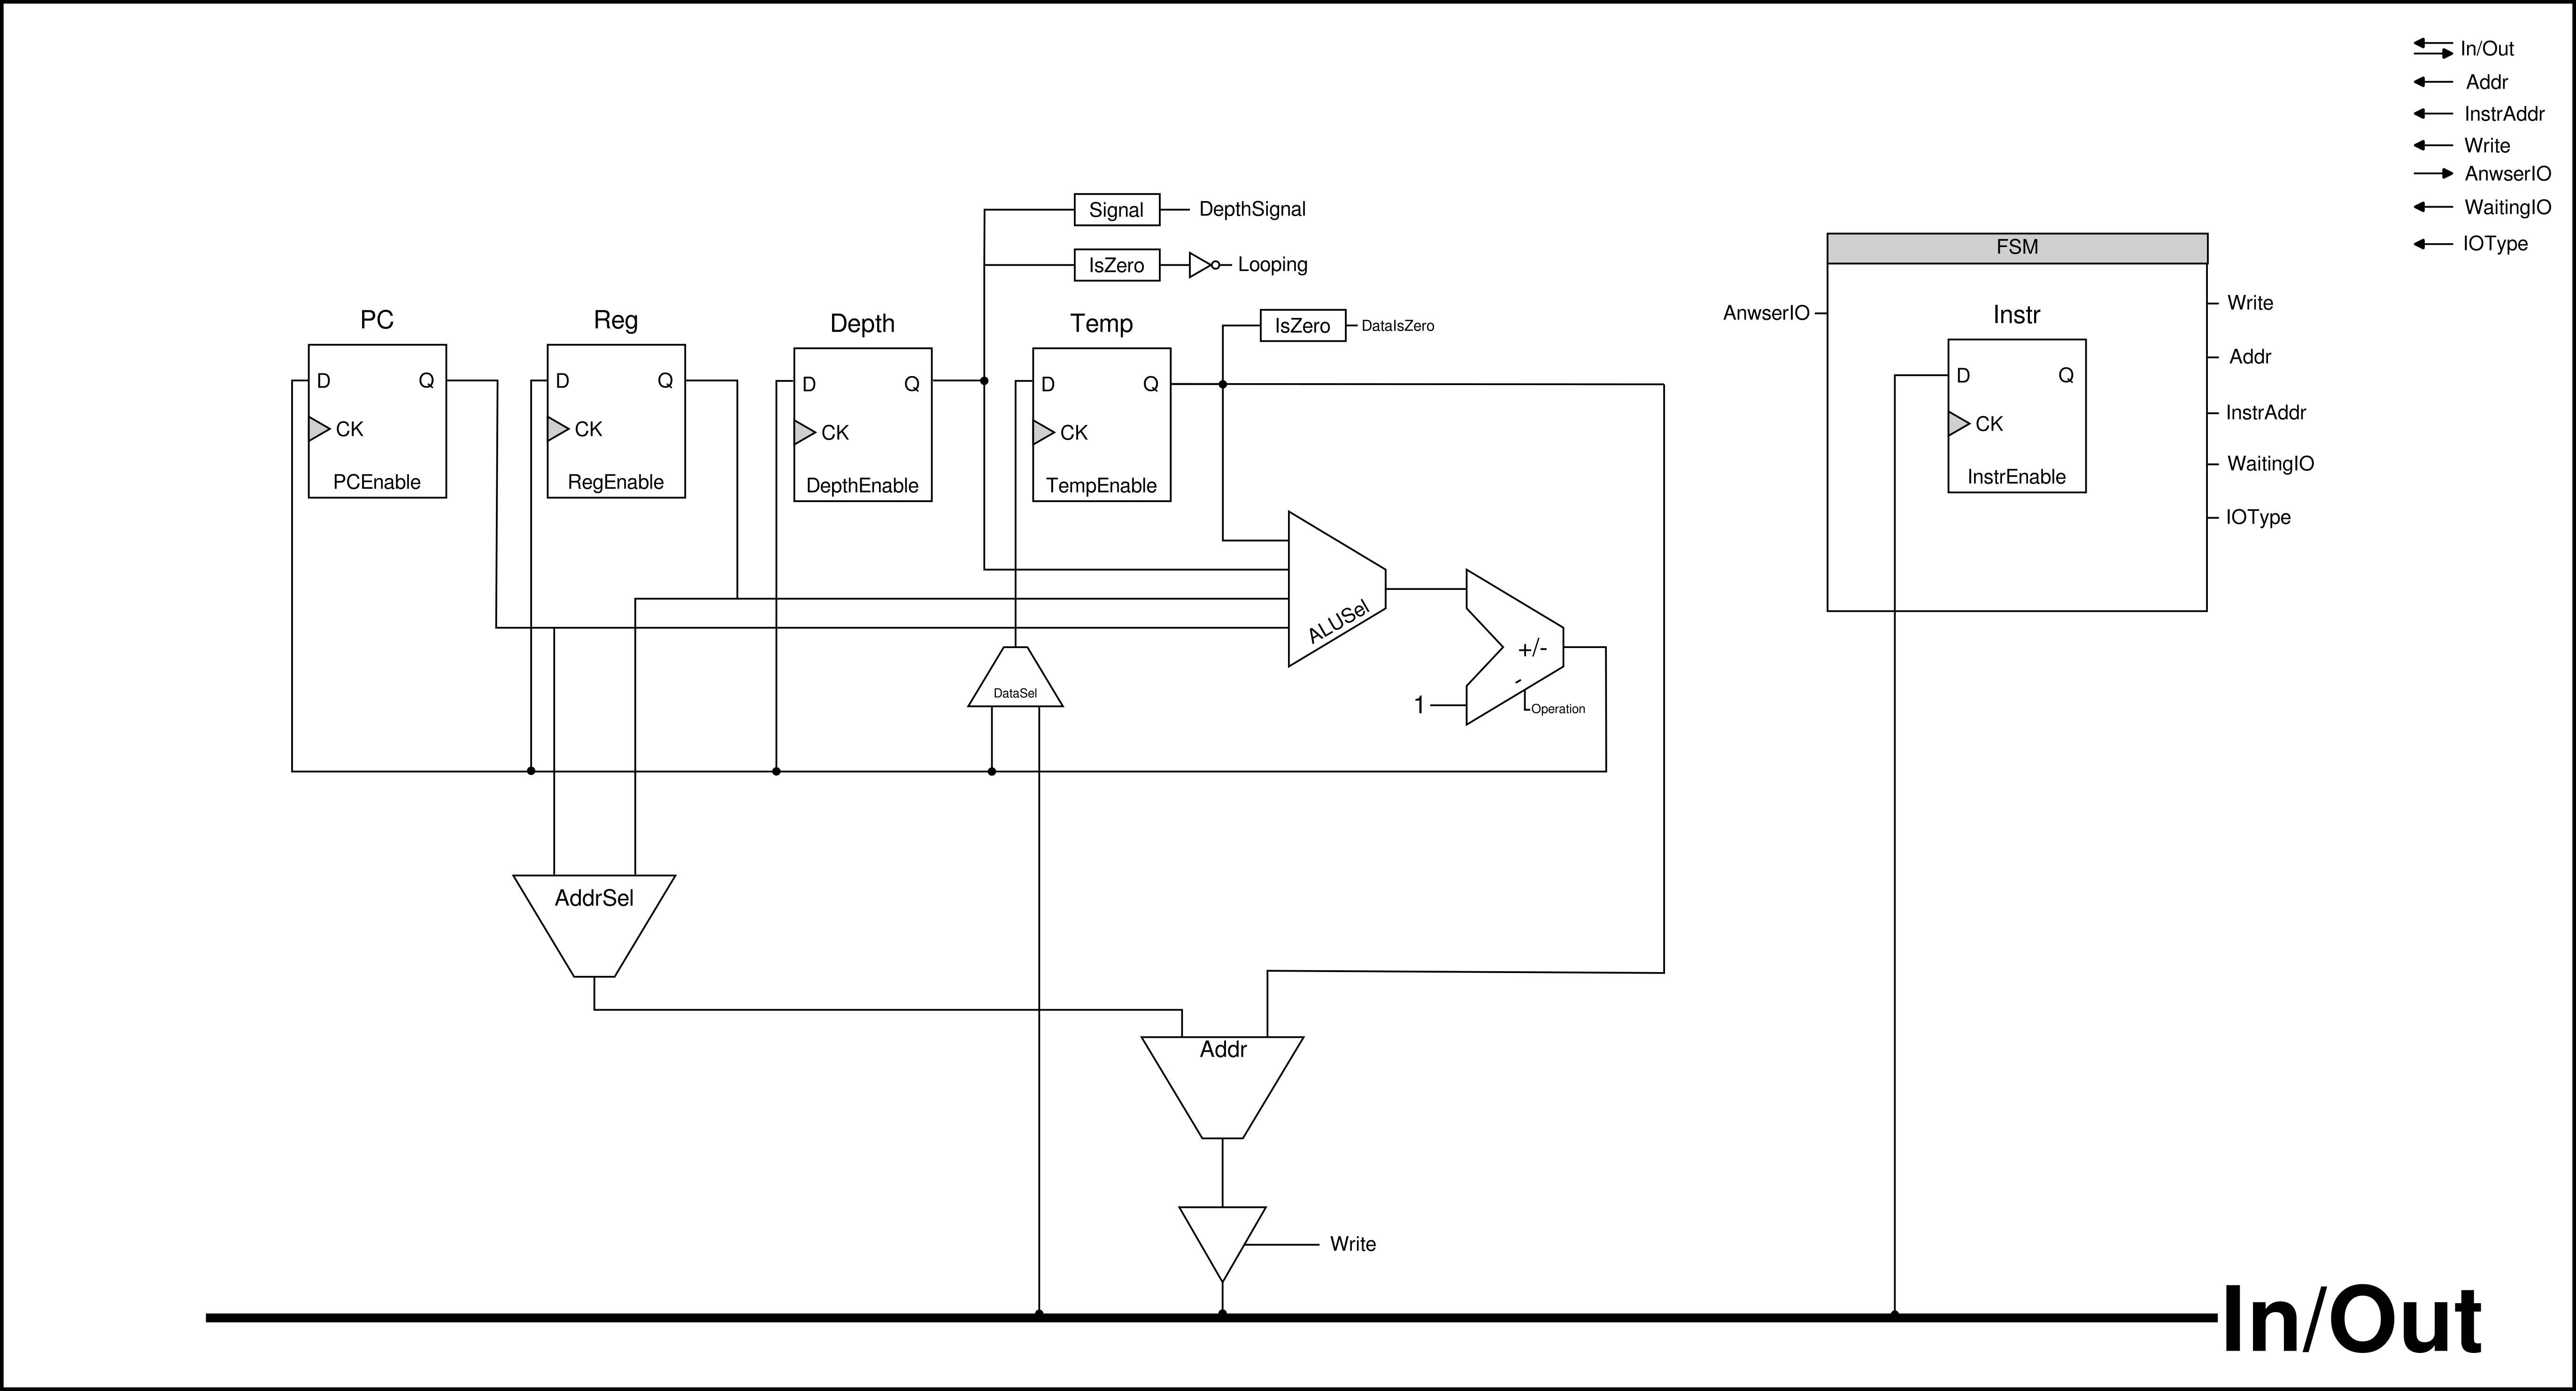 In/Out
Addr
InstrAddr
Write
AnwserIO
WaitingIO
IOType
Signal
DepthSignal
IsZero
Looping
IsZero
DataIsZero
PC
D
Q
CK
PCEnable
Reg
D
Q
CK
RegEnable
Depth
D
Q
CK
DepthEnable
Temp
D
Q
CK
TempEnable
FSM
AnwserIO
Instr
D
Q
CK
InstrEnable
Write
Addr
InstrAddr
WaitingIO
IOType
ALUSel
+/-
-
1
Operation
DataSel
AddrSel
Addr
Write
In/Out